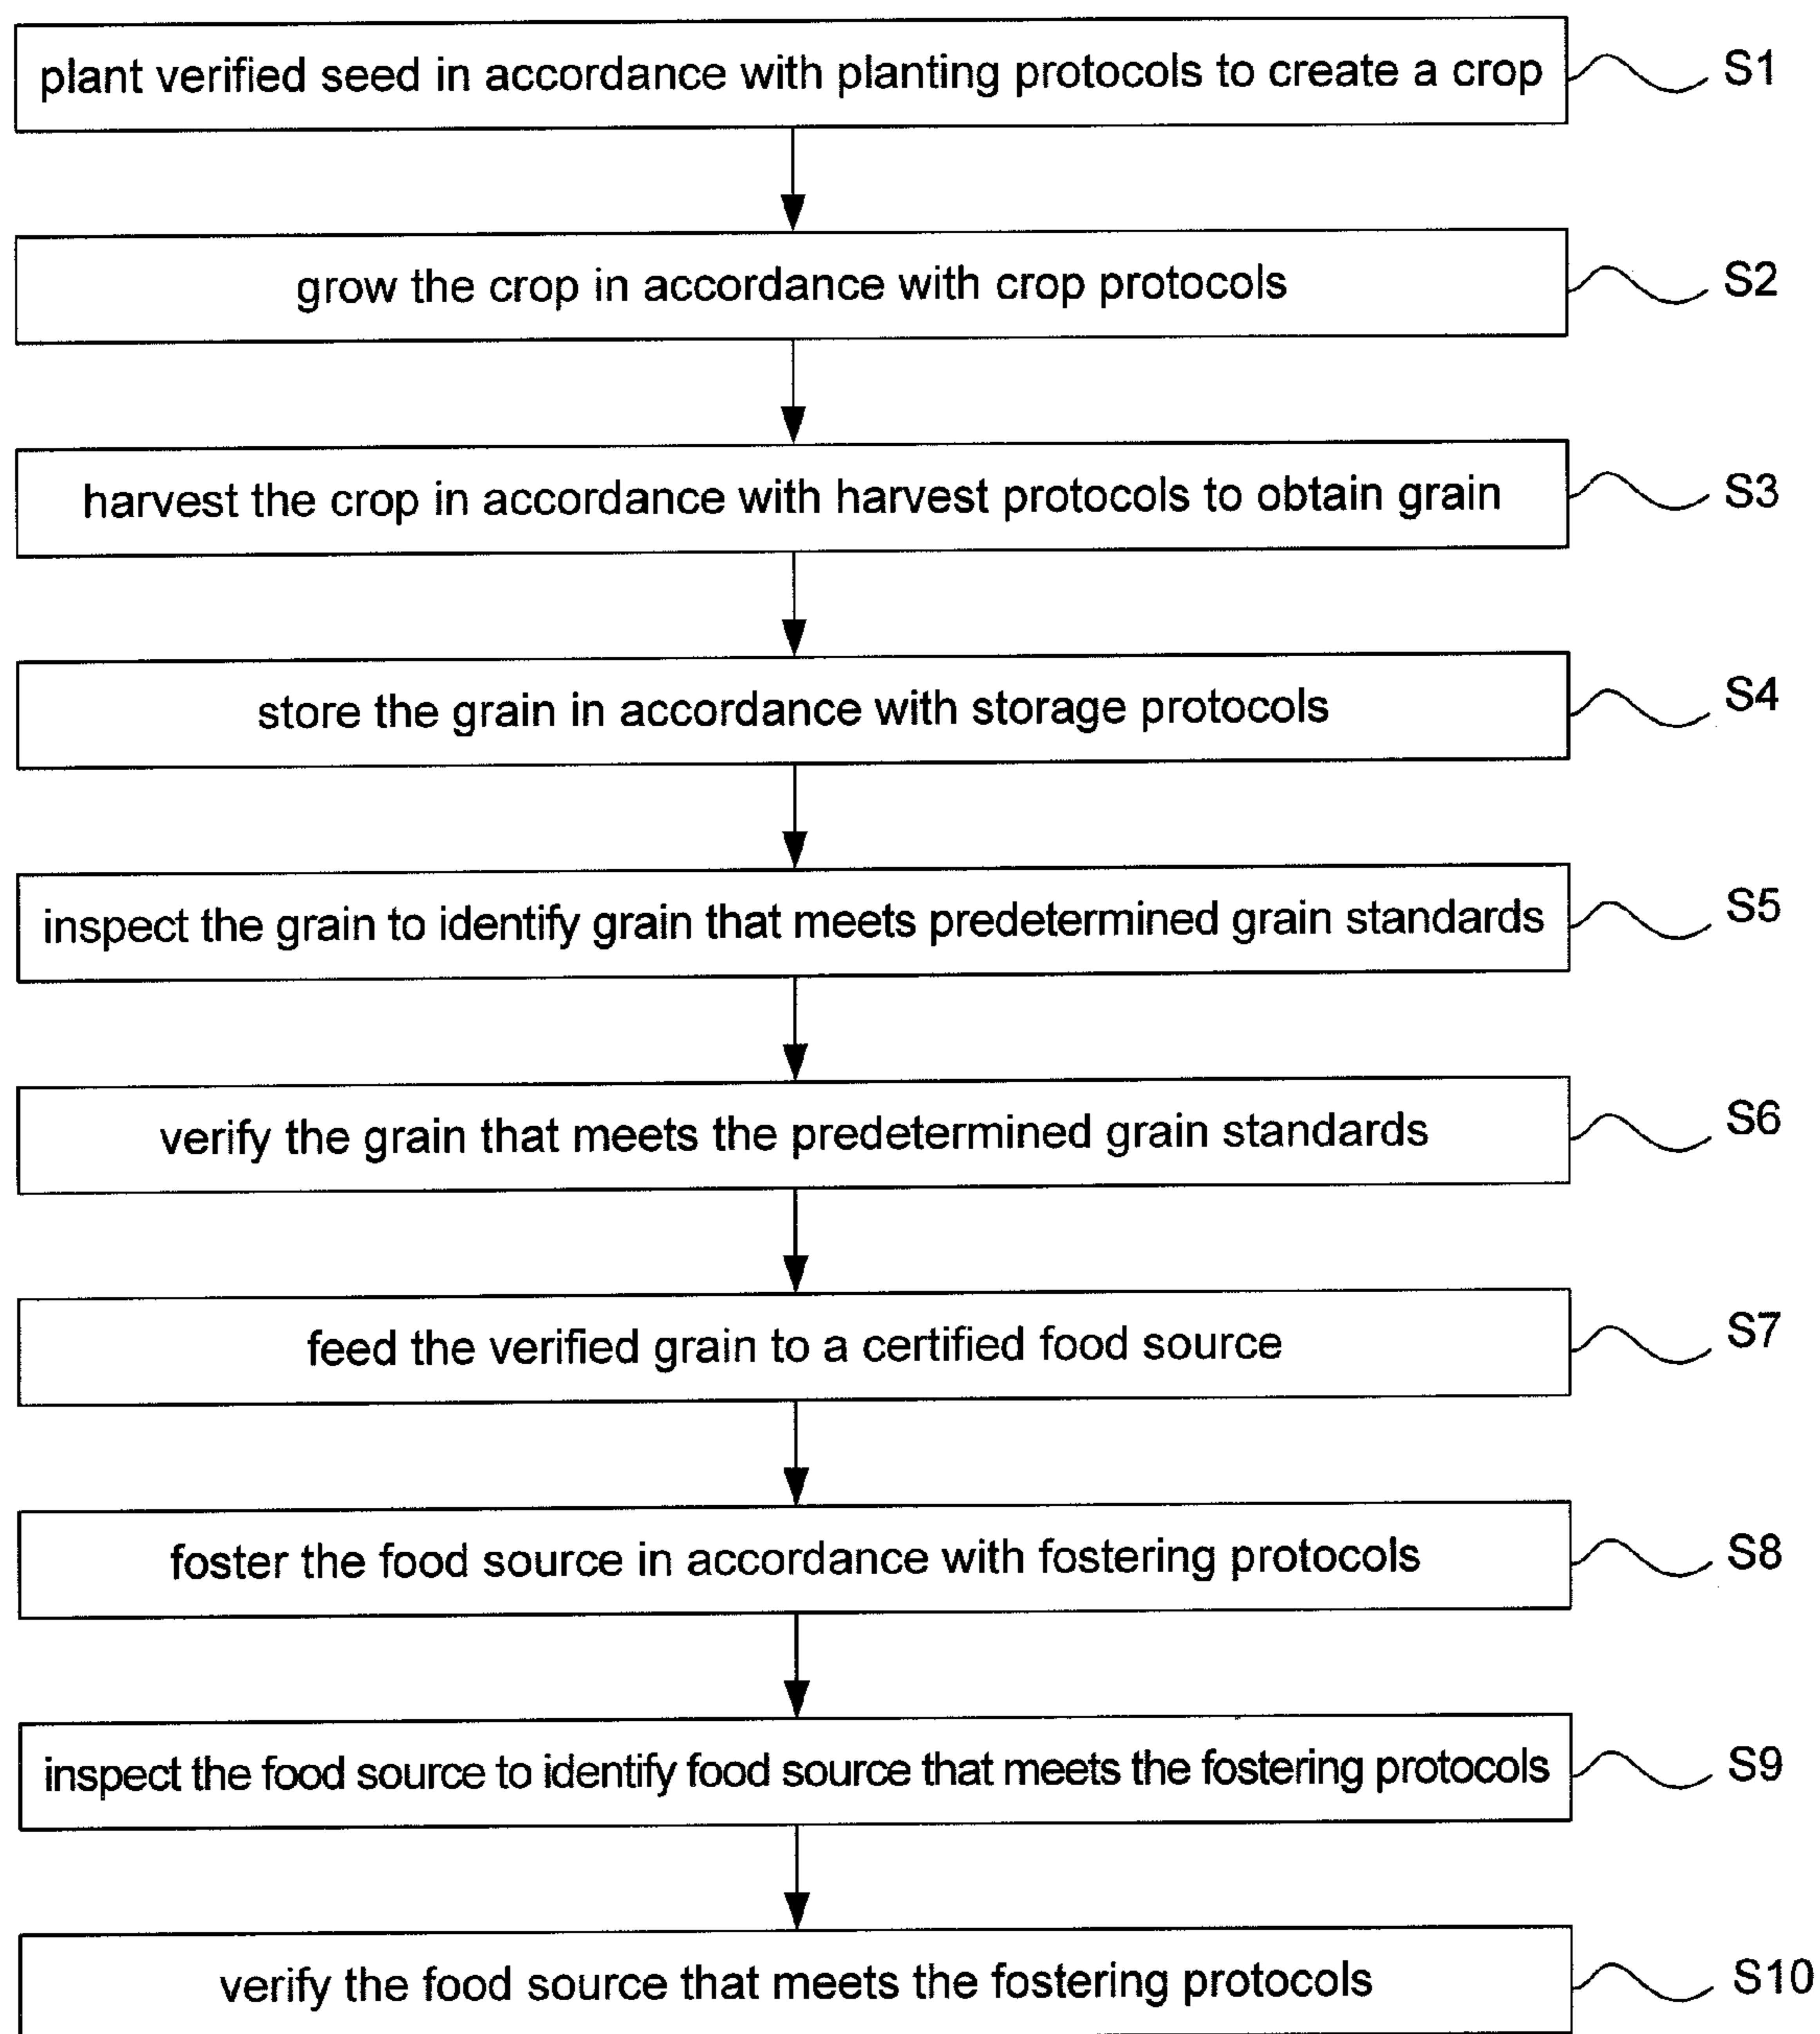 plant verified seed in accordance with planting protocols to create a crop S1
grow the crop in accordance with crop protocols S2
harvest the crop in accordance with harvest protocols to obtain grain S3
store the grain in accordance with storage protocols S4
inspect the grain to identify grain that meets predetermined grain standards S5
verify the grain that meets the predetermined grain standards S6
feed the verified grain to a certified food source S7
foster the food source in accordance with fostering protocols S8
inspect the food source to identify food source that meets the fostering protocols S9
verify the food source that meets the fostering protocols S10